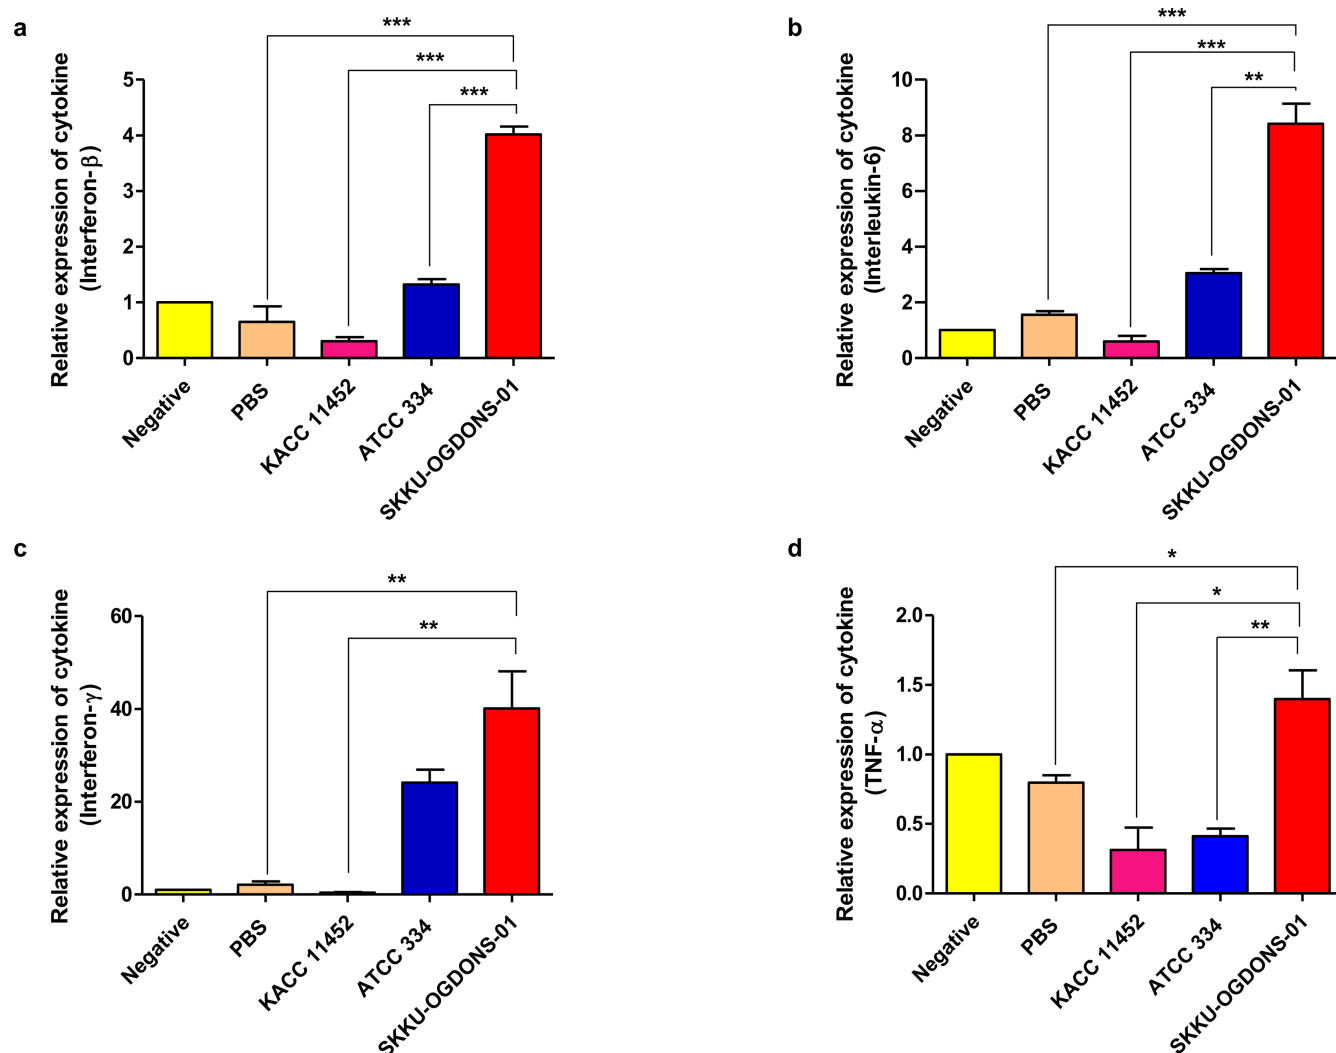 a
***
***
***
Relative expression of cytokine
(Interferon-β)
5
4
3
2
1
0
Negative
PBS
KACC 11452
ATCC 334
SKKU-OGDONS-01
b
***
***
**
Relative expression of cytokine
(Interleukin-6)
10
8
6
4
2
0
Negative
PBS
KACC 11452
ATCC 334
SKKU-OGDONS-01
c
**
**
Relative expression of cytokine
(Interferon-γ)
60
40
20
0
Negative
PBS
KACC 11452
ATCC 334
SKKU-OGDONS-01
d
*
*
**
Relative expression of cytokine
(TNF-α)
2.0
1.5
1.0
0.5
0.0
Negative
PBS
KACC 11452
ATCC 334
SKKU-OGDONS-01